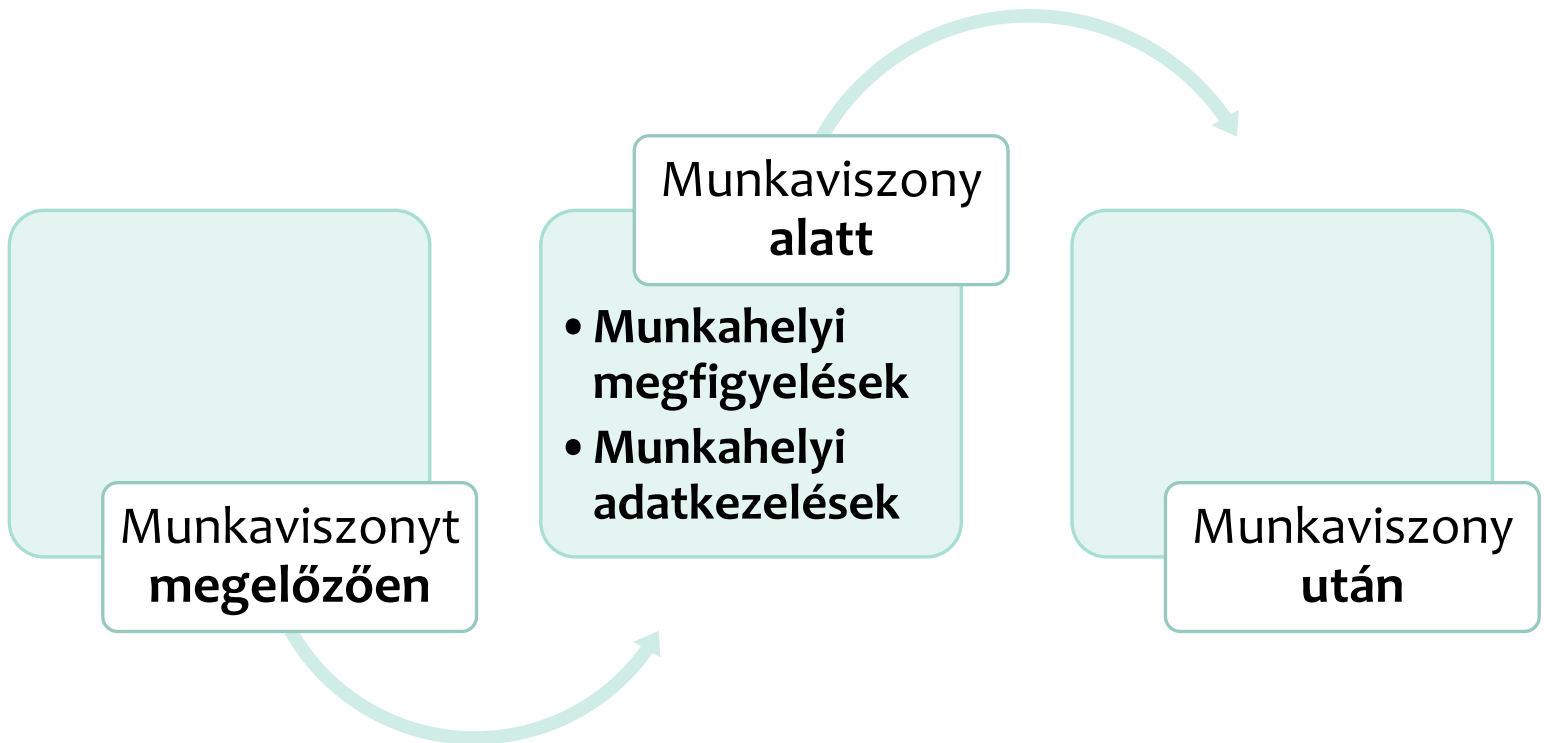 Munkaviszonyt
megelőzően
Munkaviszony
alatt
• Munkahelyi
megfigyelések
• Munkahelyi
adatkezelések
Munkaviszony
után